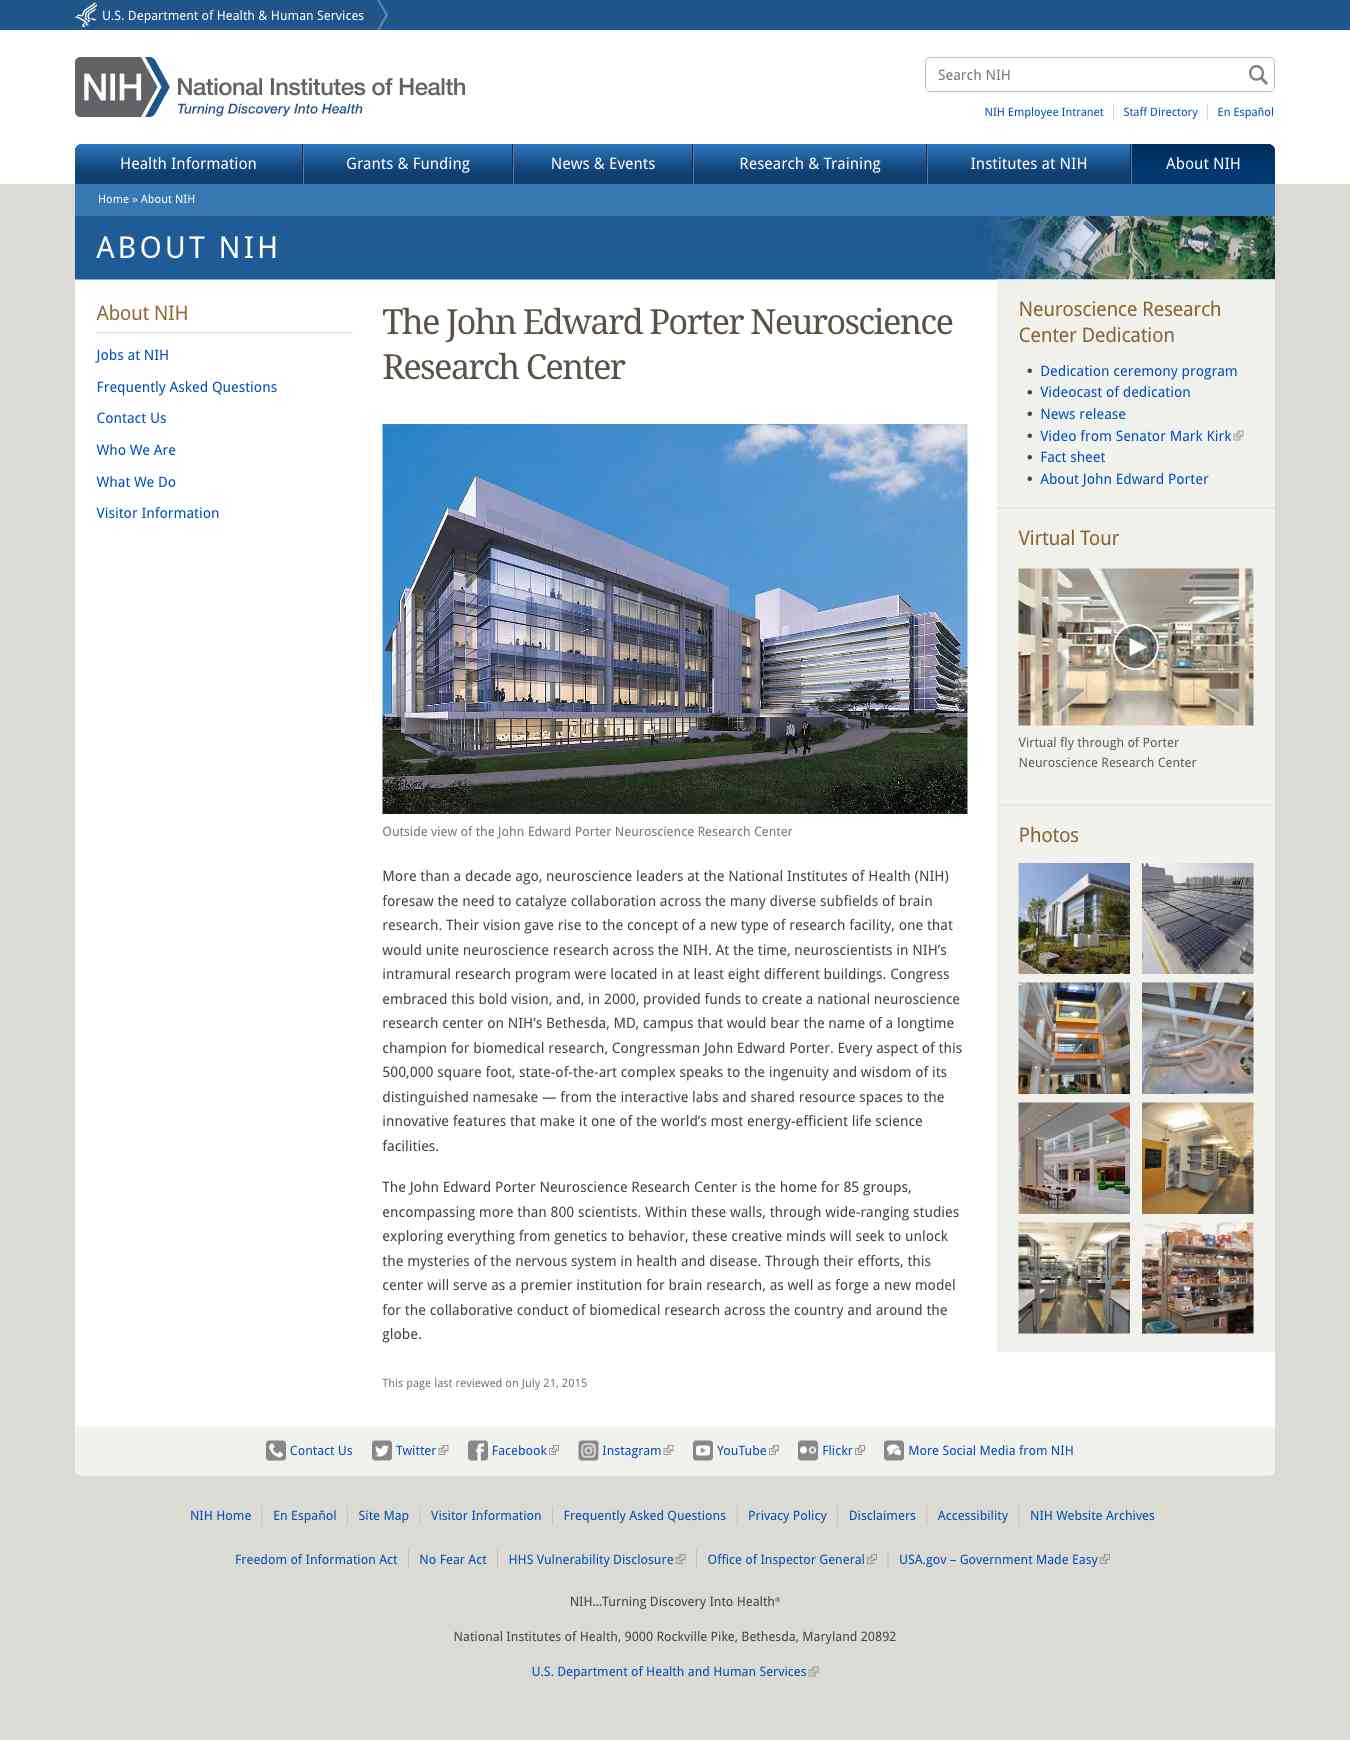 U.S. Department of Health & Human Services
NIH National Institutes of Health
Turning Discovery Into Health
Search NIH
NIH Employee Intranet
Staff Directory
En Español
Health Information
Grants & Funding
News & Events
Research & Training
Institutes at NIH
About NIH
Home » About NIH
ABOUT NIH
About NIH
Jobs at NIH
Frequently Asked Questions
Contact Us
Who We Are
What We Do
Visitor Information
The John Edward Porter Neuroscience
Research Center
Outside view of the John Edward Porter Neuroscience Research Center
More than a decade ago, neuroscience leaders at the National Institutes of Health (NIH)
foresaw the need to catalyze collaboration across the many diverse subfields of brain
research. Their vision gave rise to the concept of a new type of research facility, one that
would unite neuroscience research across the NIH. At the time, neuroscientists in NIH’s
intramural research program were located in at least eight different buildings. Congress
embraced this bold vision, and, in 2000, provided funds to create a national neuroscience
research center on NIH’s Bethesda, MD, campus that would bear the name of a longtime
champion for biomedical research, Congressman John Edward Porter. Every aspect of this
500,000 square foot, state-of-the-art complex speaks to the ingenuity and wisdom of its
distinguished namesake — from the interactive labs and shared resource spaces to the
innovative features that make it one of the world’s most energy-efficient life science
facilities.
The John Edward Porter Neuroscience Research Center is the home for 85 groups,
encompassing more than 800 scientists. Within these walls, through wide-ranging studies
exploring everything from genetics to behavior, these creative minds will seek to unlock
the mysteries of the nervous system in health and disease. Through their efforts, this
center will serve as a premier institution for brain research, as well as forge a new model
for the collaborative conduct of biomedical research across the country and around the
globe.
This page last reviewed on July 21, 2015
Neuroscience Research
Center Dedication
• Dedication ceremony program
• Videocast of dedication
• News release
• Video from Senator Mark Kirk
• Fact sheet
• About John Edward Porter
Virtual Tour
Virtual fly through of Porter
Neuroscience Research Center
Photos
Contact Us
Twitter
Facebook
Instagram
YouTube
Flickr
More Social Media from NIH
NIH Home
En Español
Site Map
Visitor Information
Frequently Asked Questions
Privacy Policy
Disclaimers
Accessibility
NIH Website Archives
Freedom of Information Act
No Fear Act
HHS Vulnerability Disclosure
Office of Inspector General
USA.gov – Government Made Easy
NIH...Turning Discovery Into Health®
National Institutes of Health, 9000 Rockville Pike, Bethesda, Maryland 20892
U.S. Department of Health and Human Services